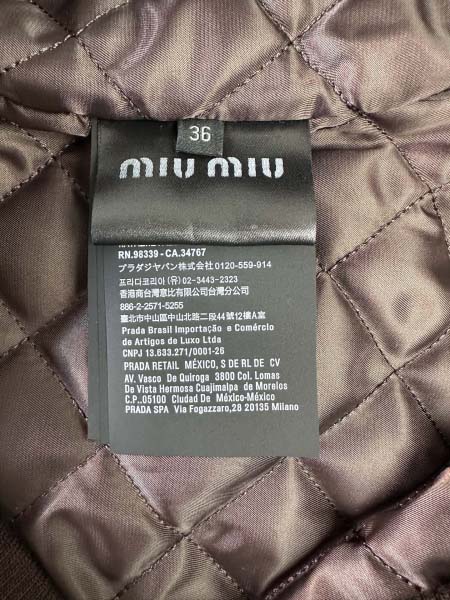 36
miu miu
RN.98339 - CA.34767
プラダジャパン株式会社 0120-559-914
프라다코리아 (유) 02-3443-2323
香港商台灣意比有限公司台灣分公司
886-2-2571-5255
臺北市中山區中山北路二段44號12樓A室
Prada Brasil Importação e Comércio
de Artigos de Luxo Ltda
CNPJ 13.633.271/0001-26
PRADA RETAIL MÉXICO, S DE RL DE CV
AV. Vasco De Quiroga 3800 Col. Lomas
De Vista Hermosa Cuajimalpa de Morelos
C.P..05100 Ciudad De México-México
PRADA SPA Via Fogazzaro,28 20135 Milano